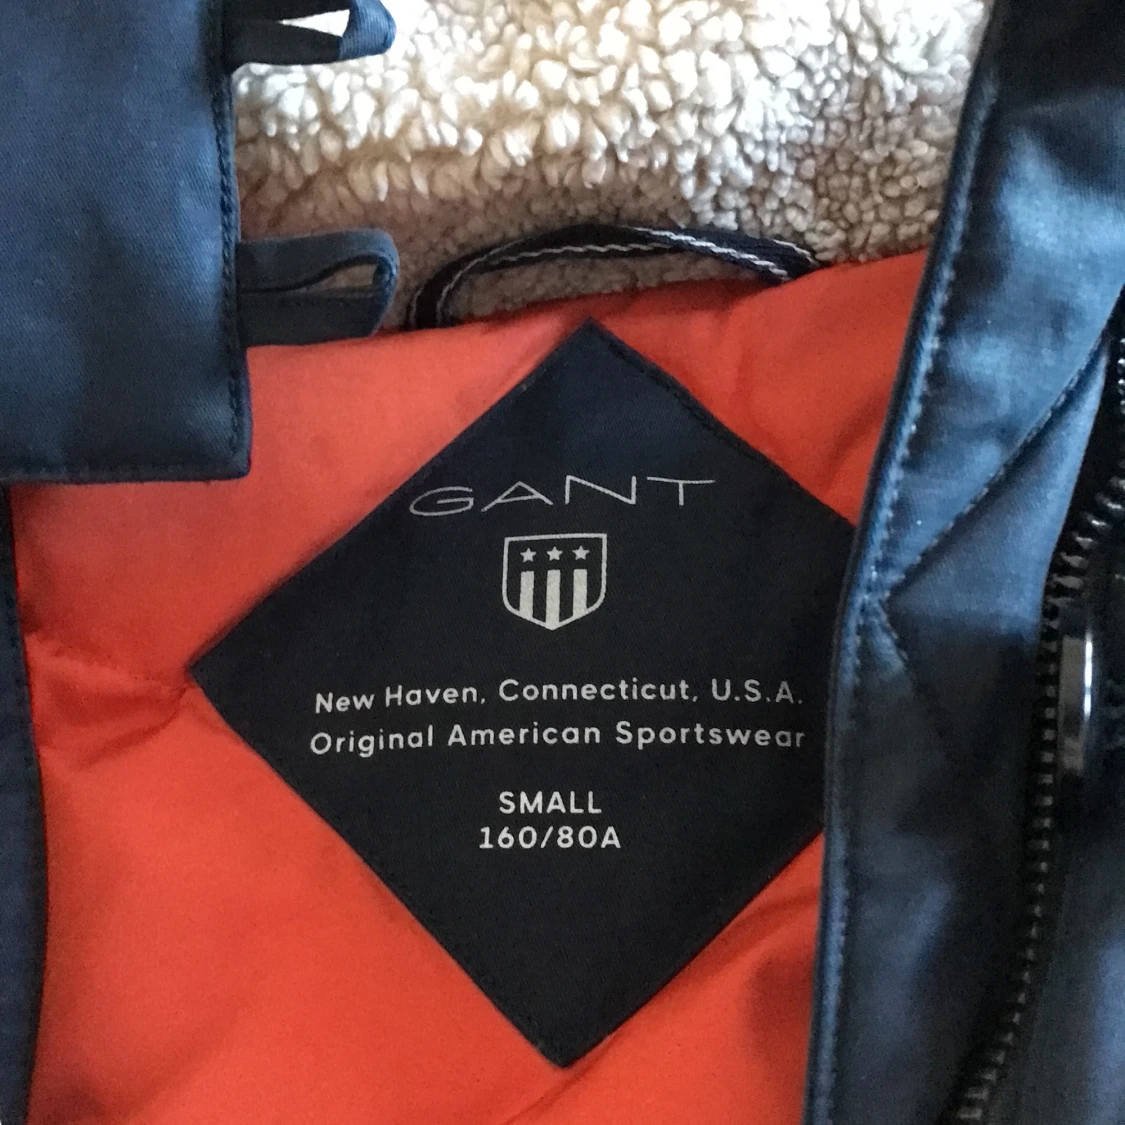 GANT
New Haven, Connecticut, U.S.A.
Original American Sportswear
SMALL
160/80A